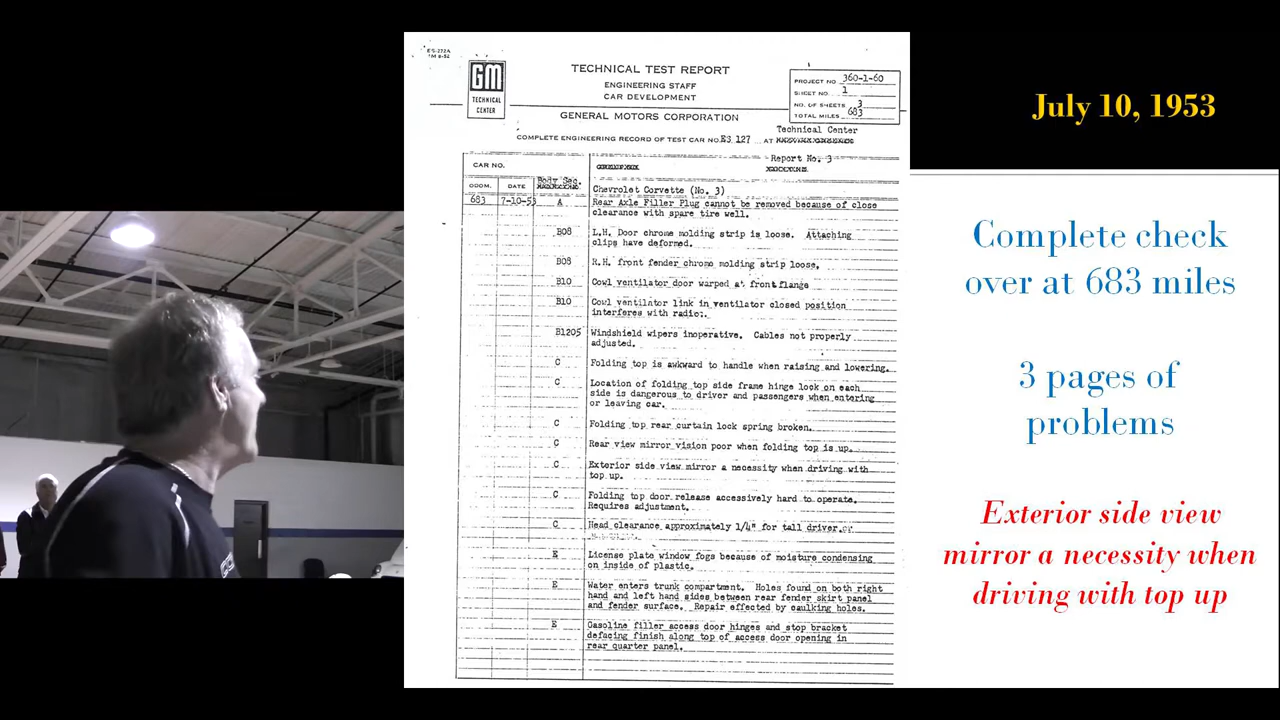 ES-272A
TM 6-52
GM
TECHNICAL
CENTER
TECHNICAL TEST REPORT
ENGINEERING STAFF
CAR DEVELOPMENT
GENERAL MOTORS CORPORATION
PROJECT NO. 360-1-60
SHEET NO. 1
NO. OF SHEETS 3
TOTAL MILES 683
COMPLETE ENGINEERING RECORD OF TEST CAR NO. E3 127 AT Technical Center
CAR NO.
Report No. 3
ODOM. DATE Body Seq.
Chevrolet Corvette (No. 3)
683 7-10-53 A Rear Axle Filler Plug cannot be removed because of close
clearance with spare tire well.
B08 L.H. Door chrome molding strip is loose. Attaching
clips have deformed.
B08 R.H. front fender chrome molding strip loose.
B10 Cowl ventilator door warped at front flange
B10 Cowl ventilator link in ventilator closed position
interferes with radio.
B1205 Windshield wipers inoperative. Cables not properly
adjusted.
C Folding top is awkward to handle when raising and lowering.
C Location of folding top side frame hinge lock on each
side is dangerous to driver and passengers when entering
or leaving car.
C Folding top rear curtain lock spring broken.
C Rear view mirror vision poor when folding top is up.
C Exterior side view mirror a necessity when driving with
top up.
C Folding top door release accessively hard to operate.
Requires adjustment.
C Head clearance approximately 1/4" for tall driver.
E License plate window fogs because of moisture condensing
on inside of plastic.
E Water enters trunk compartment. Holes found on both right
hand and left hand sides between rear fender skirt panel
and fender surface. Repair effected by caulking holes.
E Gasoline filler access door hinges and stop bracket
defacing finish along top of access door opening in
rear quarter panel.
July 10, 1953
Complete check
over at 683 miles
3 pages of
problems
Exterior side view
mirror a necessity when
driving with top up